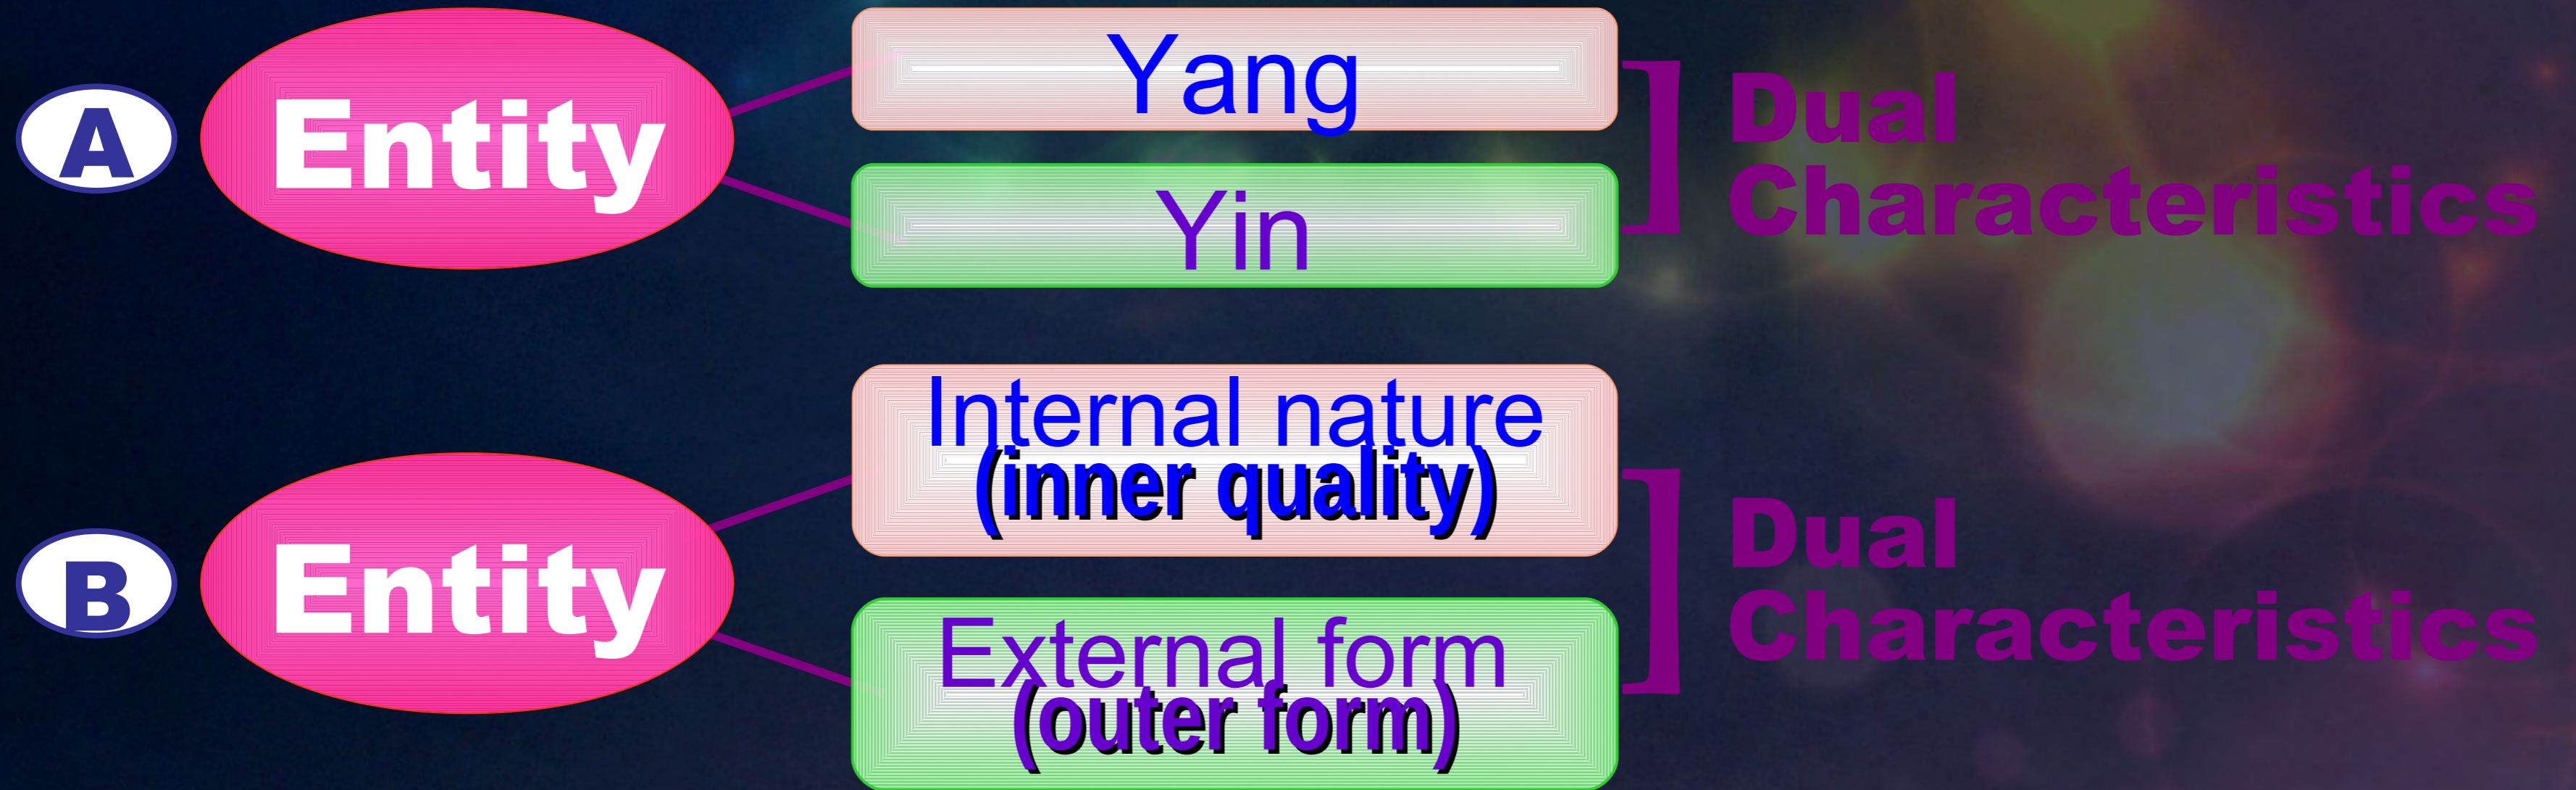 A
Entity
Yang
Yin
Dual
Characteristics
B
Entity
Internal nature
(inner quality)
External form
(outer form)
Dual
Characteristics